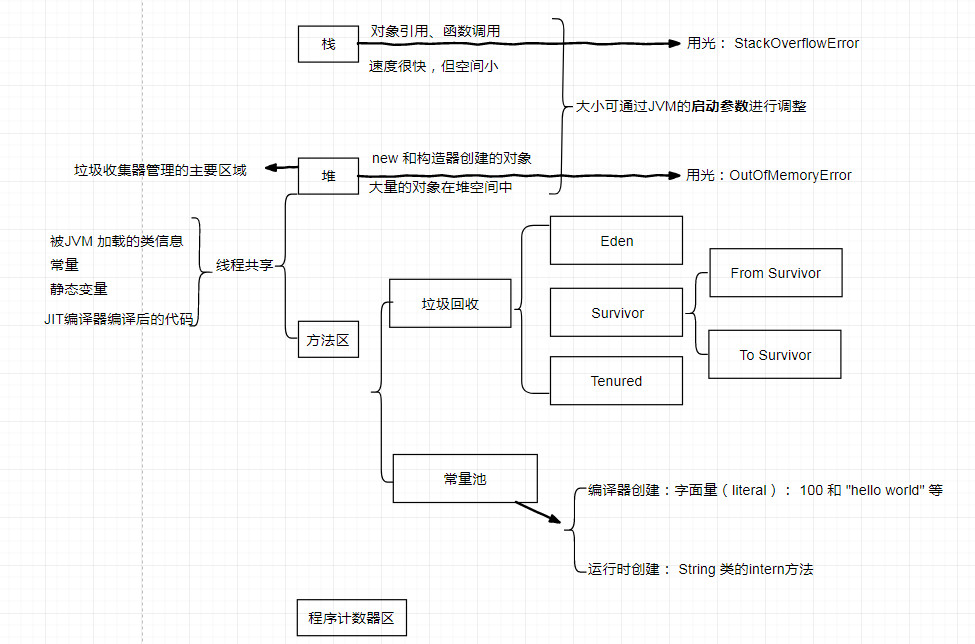 栈
对象引用、函数调用
速度很快，但空间小
用光： StackOverflowError
大小可通过JVM的启动参数进行调整
垃圾收集器管理的主要区域
堆
new 和构造器创建的对象
大量的对象在堆空间中
用光：OutOfMemoryError
被JVM 加载的类信息
常量
静态变量
JIT编译器编译后的代码
线程共享
方法区
垃圾回收
Eden
Survivor
From Survivor
To Survivor
Tenured
常量池
编译器创建：字面量（literal）： 100 和 "hello world" 等
运行时创建： String 类的intern方法
程序计数器区